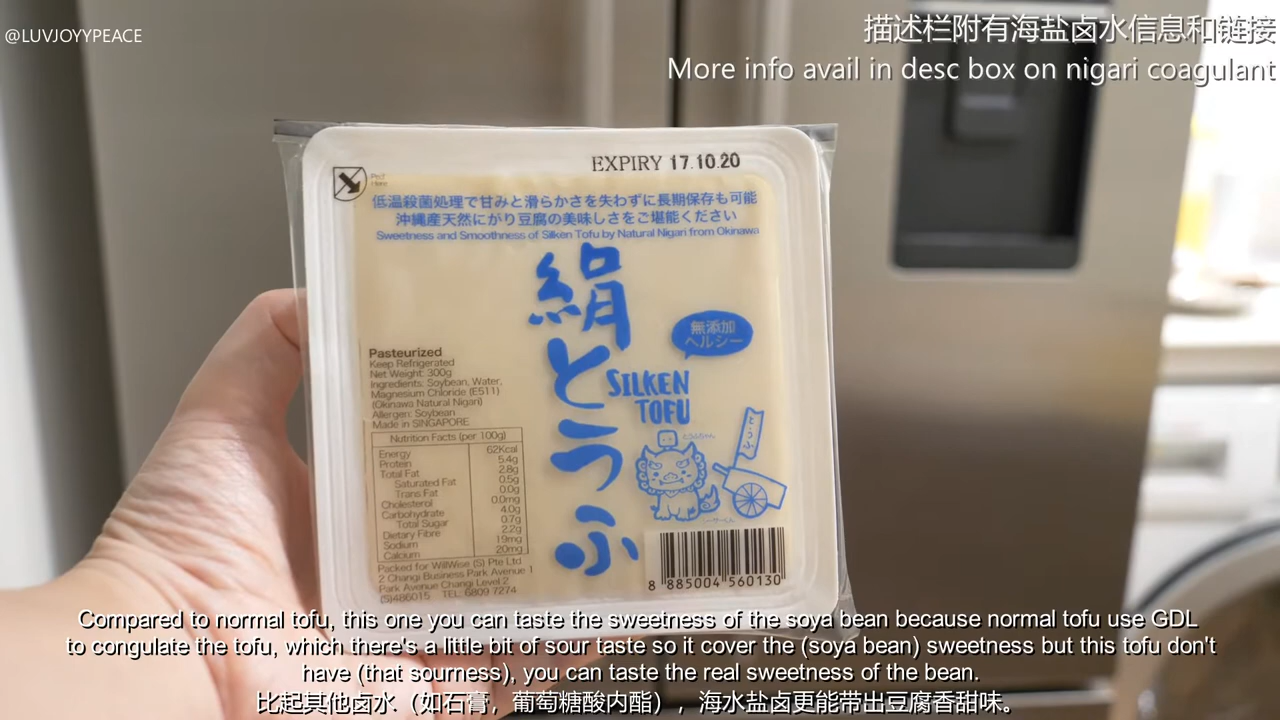 @LUVJOYYPEACE
描述栏附有海盐卤水信息和链接
More info avail in desc box on nigari coagulant
EXPIRY 17.10.20
Peel
Here
低温殺菌処理で甘みと滑らかさを失わずに長期保存も可能
沖縄産天然にがり豆腐の美味しさをご堪能ください
Sweetness and Smoothness of Silken Tofu by Natural Nigari from Okinawa
絹とうふ
無添加
ヘルシー
SILKEN
TOFU
とうふ
Pasteurized
Keep Refrigerated
Net Weight: 300g
Ingredients: Soybean, Water,
Magnesium Chloride (E511)
(Okinawa Natural Nigari)
Allergen: Soybean
Made in SINGAPORE
Nutrition Facts (per 100g)
Energy 62Kcal
Protein 5.4g
Total Fat 2.8g
Saturated Fat 0.5g
Trans Fat 0.0g
Cholesterol 0.0mg
Carbohydrate 4.0g
Total Sugar 0.7g
Dietary Fibre 2.2g
Sodium 19mg
Calcium 20mg
Packed for WillWise (S) Pte Ltd
2 Changi Business Park Avenue 1
Park Avenue Changi Level 2
(S)486015 TEL 6809 7274
8 885004 560130
Compared to normal tofu, this one you can taste the sweetness of the soya bean because normal tofu use GDL
to congulate the tofu, which there's a little bit of sour taste so it cover the (soya bean) sweetness but this tofu don't
have (that sourness), you can taste the real sweetness of the bean.
比起其他卤水（如石膏，葡萄糖酸内酯），海水盐卤更能带出豆腐香甜味。